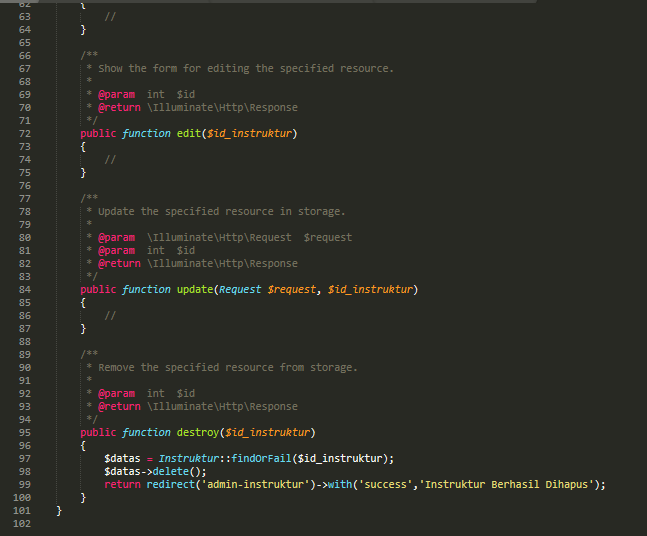 62 {
63 //
64 }
65
66 /**
67 * Show the form for editing the specified resource.
68 *
69 * @param  int  $id
70 * @return \Illuminate\Http\Response
71 */
72 public function edit($id_instruktur)
73 {
74 //
75 }
76
77 /**
78 * Update the specified resource in storage.
79 *
80 * @param  \Illuminate\Http\Request  $request
81 * @param  int  $id
82 * @return \Illuminate\Http\Response
83 */
84 public function update(Request $request, $id_instruktur)
85 {
86 //
87 }
88
89 /**
90 * Remove the specified resource from storage.
91 *
92 * @param  int  $id
93 * @return \Illuminate\Http\Response
94 */
95 public function destroy($id_instruktur)
96 {
97 $datas = Instruktur::findOrFail($id_instruktur);
98 $datas->delete();
99 return redirect('admin-instruktur')->with('success','Instruktur Berhasil Dihapus');
100 }
101 }
102